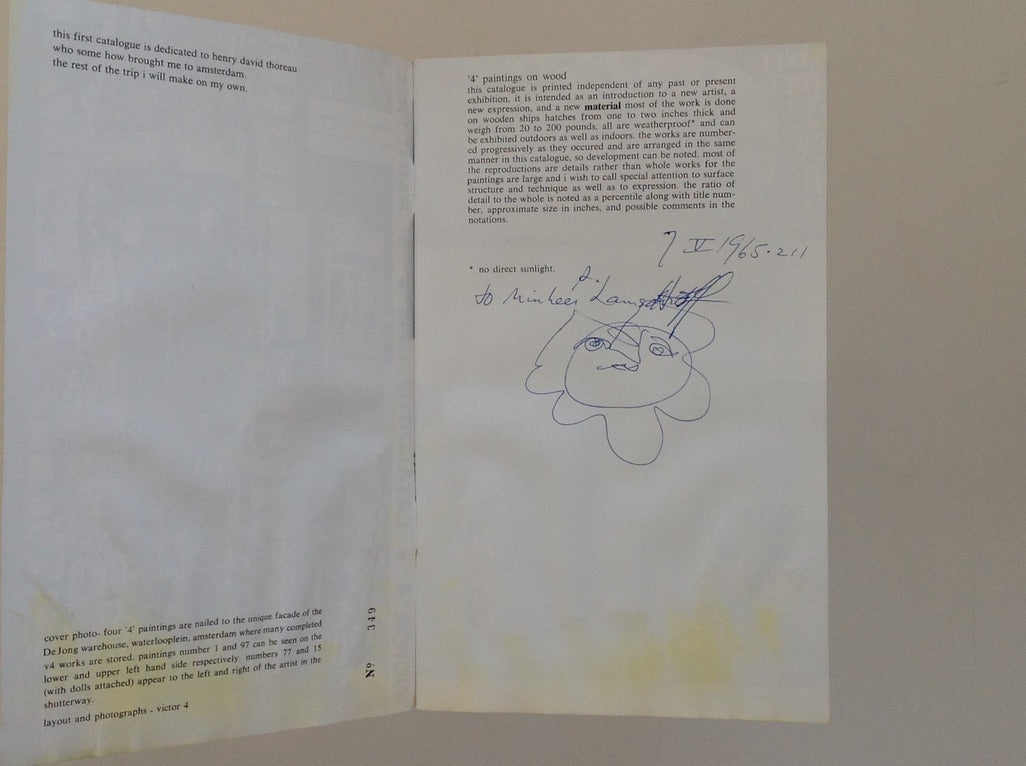 this first catalogue is dedicated to henry david thoreau
who some how brought me to amsterdam.
the rest of the trip i will make on my own.
cover photo- four '4' paintings are nailed to the unique facade of the
De Jong warehouse, waterlooplein, amsterdam where many completed
v4 works are stored. paintings number 1 and 97 can be seen on the
lower and upper left hand side respectively. numbers 77 and 15
(with dolls attached) appear to the left and right of the artist in the
shutterway.
layout and photographs - victor 4
No 349
'4' paintings on wood
this catalogue is printed independent of any past or present
exhibition. it is intended as an introduction to a new artist, a
new expression, and a new material most of the work is done
on wooden ships hatches from one to two inches thick and
weigh from 20 to 200 pounds. all are weatherproof* and can
be exhibited outdoors as well as indoors. the works are number-
ed progressively as they occured and are arranged in the same
manner in this catalogue, so development can be noted. most of
the reproductions are details rather than whole works for the
paintings are large and i wish to call special attention to surface
structure and technique as well as to expression. the ratio of
detail to the whole is noted as a percentile along with title num-
ber, approximate size in inches, and possible comments in the
notations.
7 V 1965·211
* no direct sunlight.
to